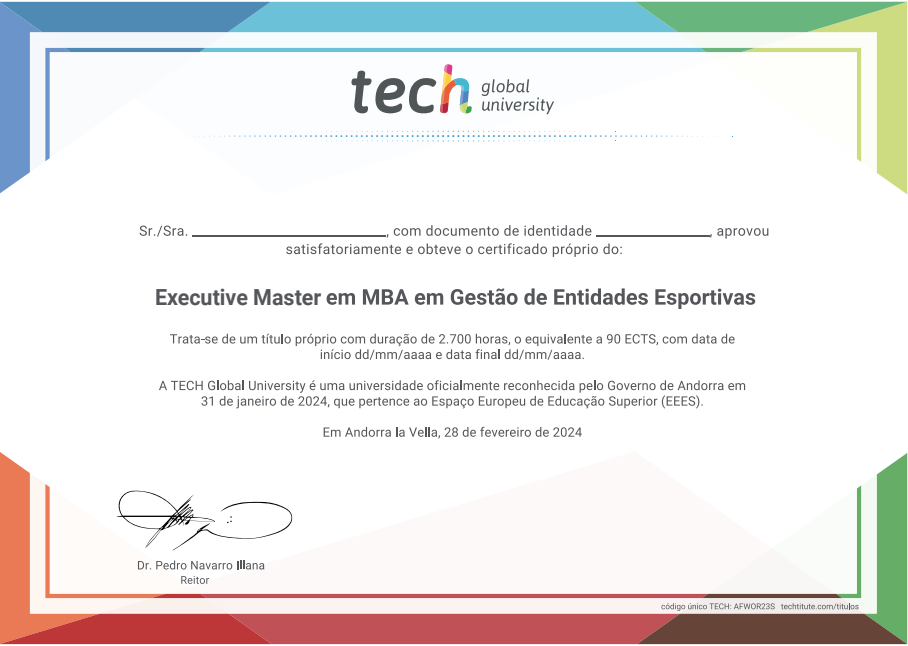 tech global university
Sr./Sra. ____________________, com documento de identidade ____________, aprovou
satisfatoriamente e obteve o certificado próprio do:
Executive Master em MBA em Gestão de Entidades Esportivas
Trata-se de um título próprio com duração de 2.700 horas, o equivalente a 90 ECTS, com data de
início dd/mm/aaaa e data final dd/mm/aaaa.
A TECH Global University é uma universidade oficialmente reconhecida pelo Governo de Andorra em
31 de janeiro de 2024, que pertence ao Espaço Europeu de Educação Superior (EEES).
Em Andorra la Vella, 28 de fevereiro de 2024
Dr. Pedro Navarro Illana
Reitor
código único TECH: AFWOR23S techtitute.com/titulos